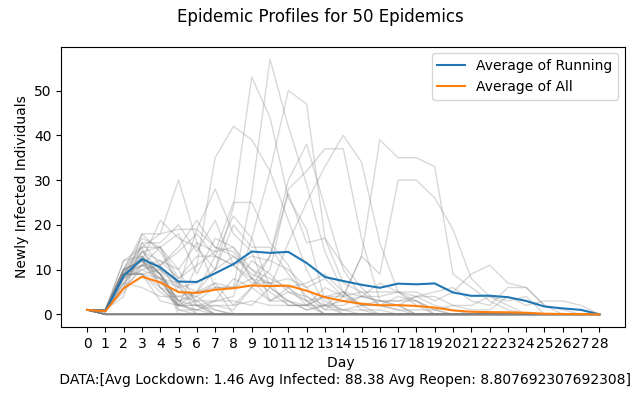 Epidemic Profiles for 50 Epidemics
Newly Infected Individuals
50
40
30
20
10
0
Average of Running
Average of All
0 1 2 3 4 5 6 7 8 9 10 11 12 13 14 15 16 17 18 19 20 21 22 23 24 25 26 27 28
Day
DATA:[Avg Lockdown: 1.46 Avg Infected: 88.38 Avg Reopen: 8.807692307692308]